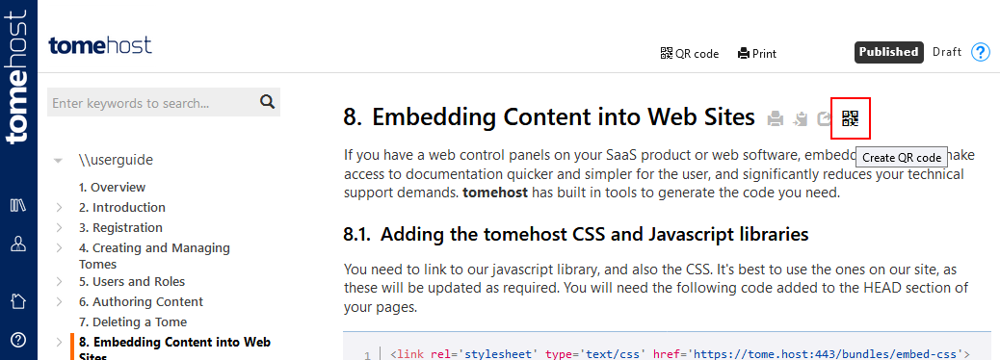 tomehost
tomehost
QR code
Print
Published
Draft
?
Enter keywords to search...
\\userguide
1. Overview
2. Introduction
3. Registration
4. Creating and Managing
Tomes
5. Users and Roles
6. Authoring Content
7. Deleting a Tome
8. Embedding Content into Web
Sites
8. Embedding Content into Web Sites
Create QR code
If you have a web control panels on your SaaS product or web software, embedd
access to documentation quicker and simpler for the user, and significantly reduces your technical
support demands. tomehost has built in tools to generate the code you need.
8.1. Adding the tomehost CSS and Javascript libraries
You need to link to our javascript library, and also the CSS. It's best to use the ones on our site, as
these will be updated as required. You will need the following code added to the HEAD section of
your pages.
1 <link rel='stylesheet' type='text/css' href='https://tome.host:443/bundles/embed-css'>